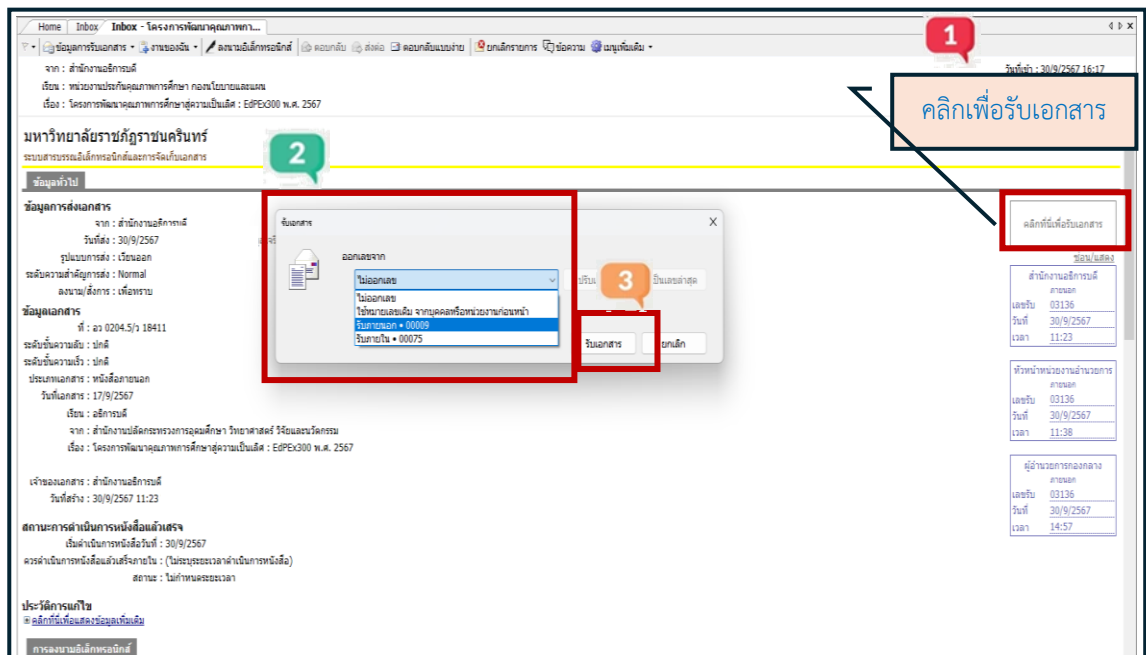 Home Inbox Inbox - โครงการพัฒนาคุณภาพกา...
ข้อมูลการรับเอกสาร งานของฉัน ลงนามอิเล็กทรอนิกส์ ตอบกลับ ส่งต่อ ตอบกลับแบบง่าย ยกเลิกรายการ ข้อความ เมนูเพิ่มเติม
1
จาก : สำนักงานอธิการบดี
วันที่เข้า : 30/9/2567 16:17
เรียน : หน่วยงานประกันคุณภาพการศึกษา กองนโยบายและแผน
เรื่อง : โครงการพัฒนาคุณภาพการศึกษาสู่ความเป็นเลิศ : EdPEx300 พ.ศ. 2567
คลิกเพื่อรับเอกสาร
มหาวิทยาลัยราชภัฏราชนครินทร์
ระบบสารบรรณอิเล็กทรอนิกส์และการจัดเก็บเอกสาร
2
ข้อมูลทั่วไป
ข้อมูลการส่งเอกสาร
จาก : สำนักงานอธิการบดี
วันที่ส่ง : 30/9/2567
รูปแบบการส่ง : เวียนออก
ระดับความสำคัญการส่ง : Normal
ลงนาม/สั่งการ : เพื่อทราบ
ข้อมูลเอกสาร
ที่ : อว 0204.5/ว 18411
ระดับชั้นความลับ : ปกติ
ระดับชั้นความเร็ว : ปกติ
ประเภทเอกสาร : หนังสือภายนอก
วันที่เอกสาร : 17/9/2567
เรียน : อธิการบดี
จาก : สำนักงานปลัดกระทรวงการอุดมศึกษา วิทยาศาสตร์ วิจัยและนวัตกรรม
เรื่อง : โครงการพัฒนาคุณภาพการศึกษาสู่ความเป็นเลิศ : EdPEx300 พ.ศ. 2567
เจ้าของเอกสาร : สำนักงานอธิการบดี
วันที่สร้าง : 30/9/2567 11:23
สถานะการดำเนินการหนังสือแล้วเสร็จ
เริ่มดำเนินการหนังสือวันที่ : 30/9/2567
ควรดำเนินการหนังสือแล้วเสร็จภายใน : (ไม่ระบุระยะเวลาดำเนินการหนังสือ)
สถานะ : ไม่กำหนดระยะเวลา
ประวัติการแก้ไข
คลิกที่นี่เพื่อแสดงข้อมูลเพิ่มเติม
การลงนามอิเล็กทรอนิกส์
รับเอกสาร X
ออกเลขจาก
ไม่ออกเลข
3
เป็นเลขล่าสุด
ไม่ออกเลข
ใช้หมายเลขเดิม จากบุคคลหรือหน่วยงานก่อนหน้า
รับภายนอก • 00009
รับภายใน • 00075
รับเอกสาร
ยกเลิก
คลิกที่นี่เพื่อรับเอกสาร
ซ่อน/แสดง
สำนักงานอธิการบดี
ภายนอก
เลขรับ 03136
วันที่ 30/9/2567
เวลา 11:23
หัวหน้าหน่วยงานอำนวยการ
ภายนอก
เลขรับ 03136
วันที่ 30/9/2567
เวลา 11:38
ผู้อำนวยการกองกลาง
ภายนอก
เลขรับ 03136
วันที่ 30/9/2567
เวลา 14:57